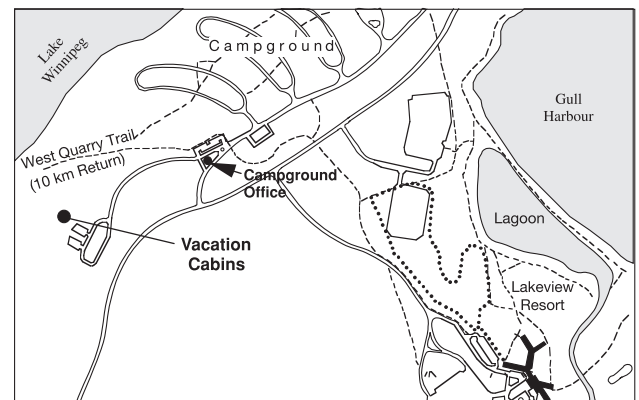 Lake
Winnipeg
Campground
Gull
Harbour
West Quarry Trail
(10 km Return)
Campground
Office
Lagoon
Vacation
Cabins
Lakeview
Resort